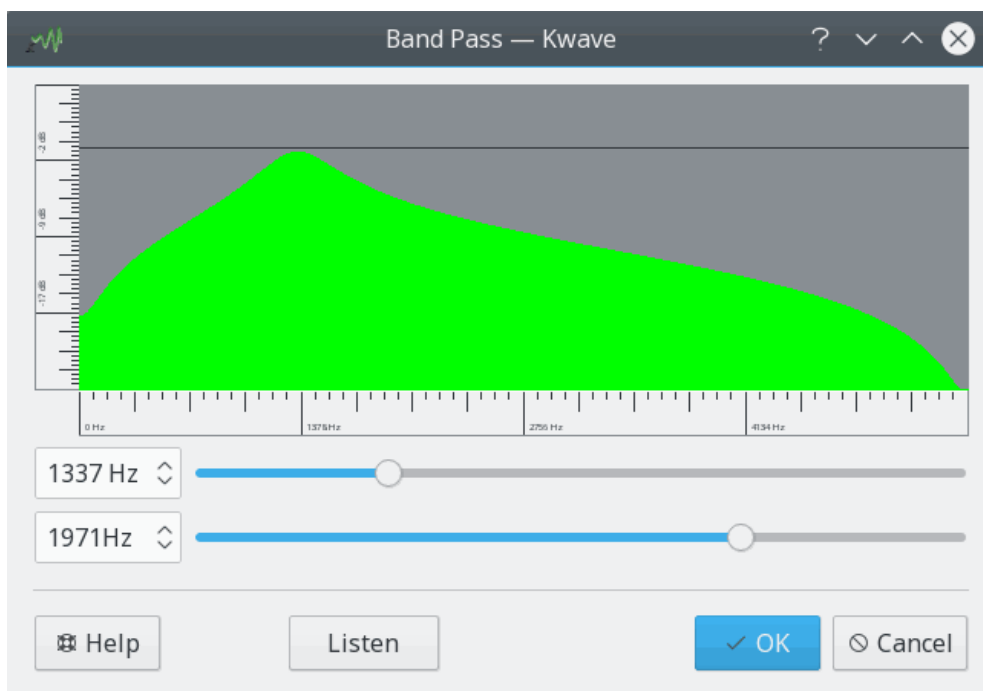 Band Pass — Kwave
-2 dB
-9 dB
-17 dB
0 Hz
1378Hz
2756 Hz
4134 Hz
1337 Hz
1971Hz
Help
Listen
OK
Cancel